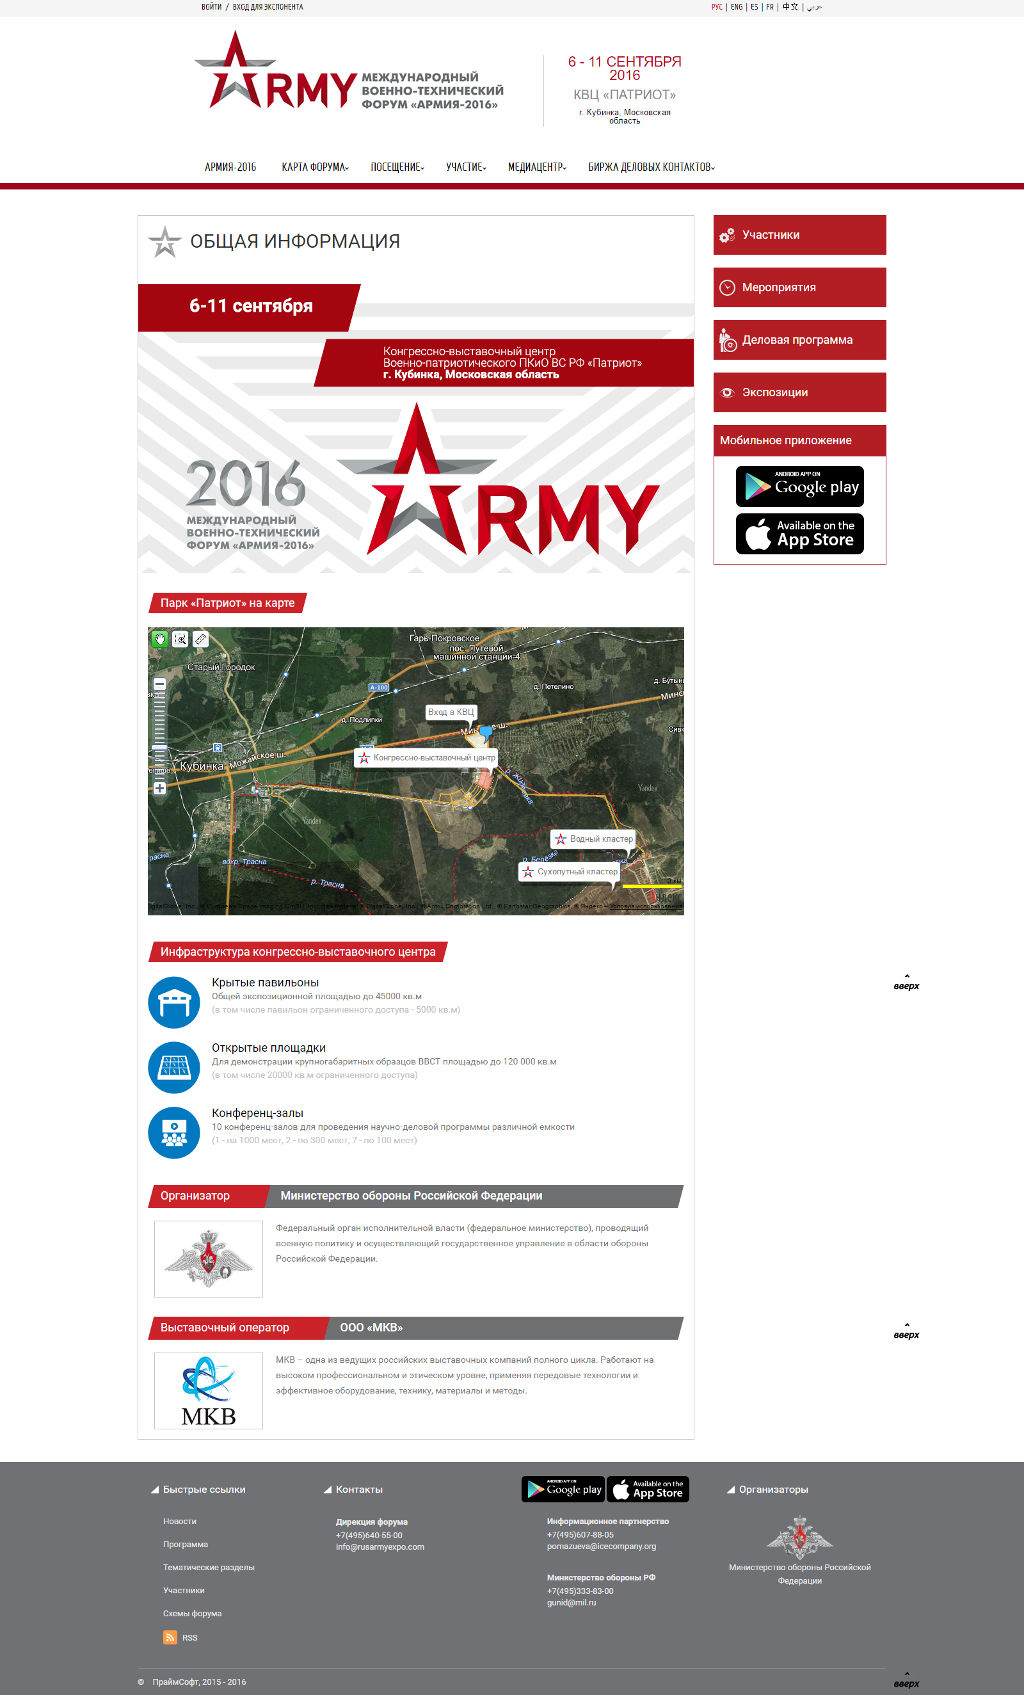 ВОЙТИ / ВХОД ДЛЯ ЭКСПОНЕНТА
РУС | ENG | ES | FR | 中文 | عربي
ARMY
МЕЖДУНАРОДНЫЙ
ВОЕННО-ТЕХНИЧЕСКИЙ
ФОРУМ «АРМИЯ-2016»
6 - 11 СЕНТЯБРЯ
2016
КВЦ «ПАТРИОТ»
г. Кубинка, Московская
область
АРМИЯ-2016 КАРТА ФОРУМА ПОСЕЩЕНИЕ УЧАСТИЕ МЕДИАЦЕНТР БИРЖА ДЕЛОВЫХ КОНТАКТОВ
ОБЩАЯ ИНФОРМАЦИЯ
6-11 сентября
Конгрессно-выставочный центр
Военно-патриотического ПКиО ВС РФ «Патриот»
г. Кубинка, Московская область
2016
МЕЖДУНАРОДНЫЙ
ВОЕННО-ТЕХНИЧЕСКИЙ
ФОРУМ «АРМИЯ-2016»
ARMY
Участники
Мероприятия
Деловая программа
Экспозиции
Мобильное приложение
ANDROID APP ON
Google play
Available on the
App Store
Парк «Патриот» на карте
Гарь-Покровское
пос. Путевой
машинной станции-4
Старый Городок
А-100
д. Петелино
д. Подлипки
Вход в КВЦ
Конгрессно-выставочный центр
Кубинка
Можайское ш.
Yandex
Yandex
Водный кластер
Сухопутный кластер
р. Трасна
Инфраструктура конгрессно-выставочного центра
Крытые павильоны
Общей экспозиционной площадью до 45000 кв.м
(в том числе павильон ограниченного доступа - 5000 кв.м)
Открытые площадки
Для демонстрации крупногабаритных образцов ВВСТ площадью до 120 000 кв.м
(в том числе 20000 кв.м ограниченного доступа)
Конференц-залы
10 конференц-залов для проведения научно-деловой программы различной емкости
(1 - на 1000 мест, 2 - по 300 мест, 7 - по 100 мест)
Организатор Министерство обороны Российской Федерации
Федеральный орган исполнительной власти (федеральное министерство), проводящий
военную политику и осуществляющий государственное управление в области обороны
Российской Федерации.
Выставочный оператор ООО «МКВ»
МКВ
МКВ – одна из ведущих российских выставочных компаний полного цикла. Работают на
высоком профессиональном и этическом уровне, применяя передовые технологии и
эффективное оборудование, технику, материалы и методы.
вверх
вверх
Быстрые ссылки
Новости
Программа
Тематические разделы
Участники
Схемы форума
RSS
Контакты
Дирекция форума
+7(495)640-55-00
info@rusarmyexpo.com
ANDROID APP ON
Google play
Available on the
App Store
Информационное партнерство
+7(495)607-88-05
pomazueva@icecompany.org
Министерство обороны РФ
+7(495)333-83-00
gunid@mil.ru
Организаторы
Министерство обороны Российской
Федерации
© ПраймСофт, 2015 - 2016
вверх